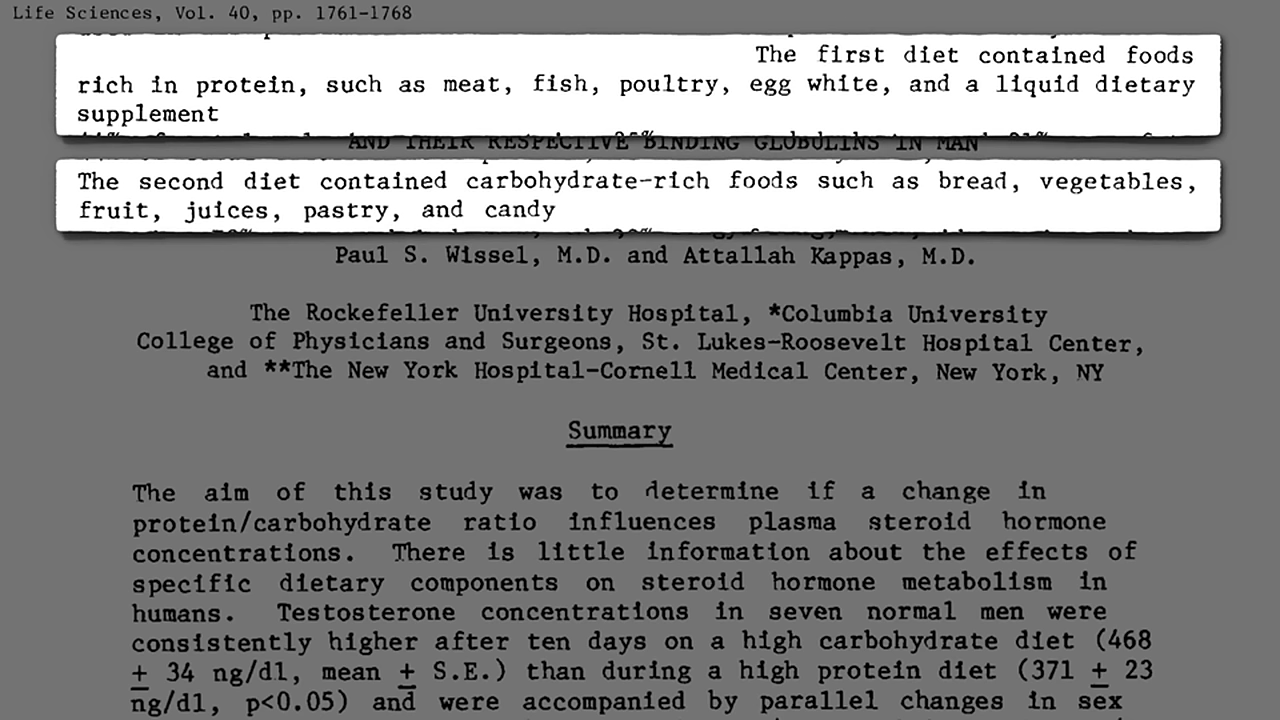 Life Sciences, Vol. 40, pp. 1761-1768
The first diet contained foods
rich in protein, such as meat, fish, poultry, egg white, and a liquid dietary
supplement
AND THEIR RESPECTIVE BINDING GLOBULINS IN MAN
The second diet contained carbohydrate-rich foods such as bread, vegetables,
fruit, juices, pastry, and candy
Paul S. Wissel, M.D. and Attallah Kappas, M.D.
The Rockefeller University Hospital, *Columbia University
College of Physicians and Surgeons, St. Lukes-Roosevelt Hospital Center,
and **The New York Hospital-Cornell Medical Center, New York, NY
Summary
The aim of this study was to determine if a change in
protein/carbohydrate ratio influences plasma steroid hormone
concentrations. There is little information about the effects of
specific dietary components on steroid hormone metabolism in
humans. Testosterone concentrations in seven normal men were
consistently higher after ten days on a high carbohydrate diet (468
± 34 ng/dl, mean ± S.E.) than during a high protein diet (371 ± 23
ng/dl, p<0.05) and were accompanied by parallel changes in sex